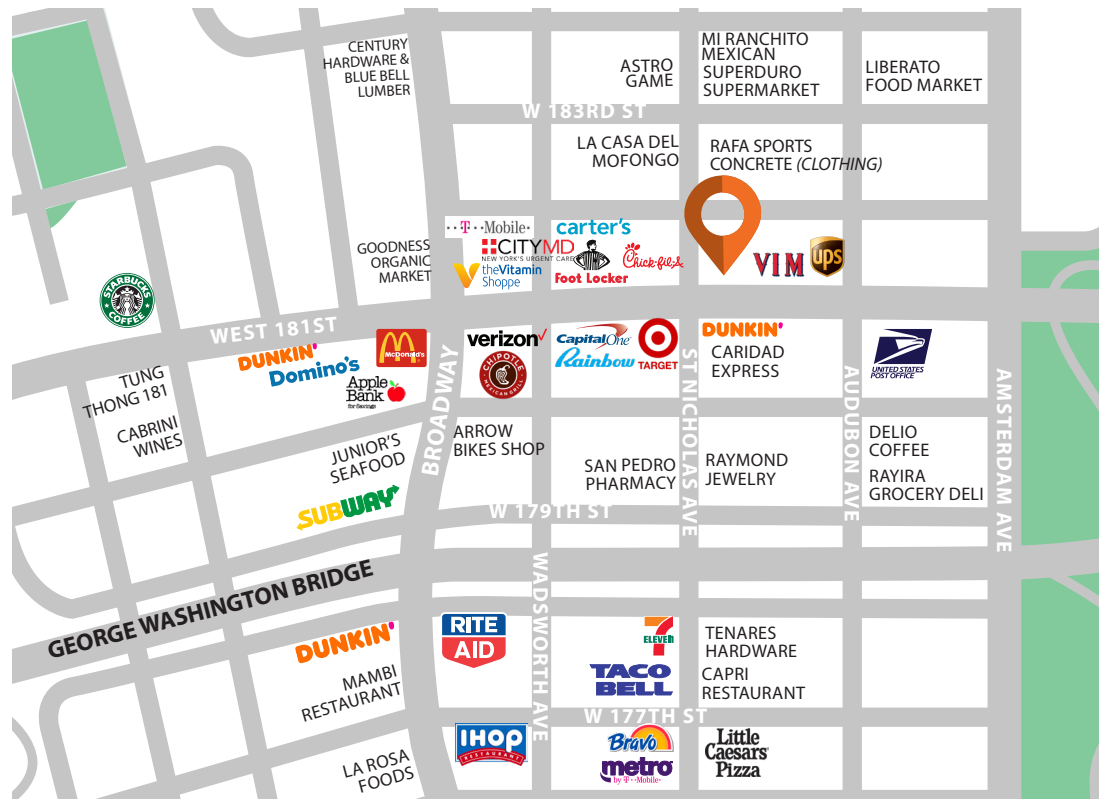 CENTURY
HARDWARE &
BLUE BELL
LUMBER
ASTRO
GAME
MI RANCHITO
MEXICAN
SUPERDURO
SUPERMARKET
LIBERATO
FOOD MARKET
W 183RD ST
LA CASA DEL
MOFONGO
RAFA SPORTS
CONCRETE (CLOTHING)
GOODNESS
ORGANIC
MARKET
T Mobile
CITYMD
NEW YORK'S URGENT CARE
theVitamin
Shoppe
carter's
Foot Locker
Chick-fil-A
VIM
ups
STARBUCKS
COFFEE
WEST 181ST
DUNKIN'
Domino's
McDonald's
Apple
Bank
for Savings
verizon
CHIPOTLE
MEXICAN GRILL
CapitalOne
Rainbow
TARGET
DUNKIN'
CARIDAD
EXPRESS
UNITED STATES
POST OFFICE
TUNG
THONG 181
CABRINI
WINES
BROADWAY
ST NICHOLAS AVE
AUDUBON AVE
AMSTERDAM AVE
JUNIOR'S
SEAFOOD
SUBWAY
ARROW
BIKES SHOP
SAN PEDRO
PHARMACY
RAYMOND
JEWELRY
DELIO
COFFEE
RAYIRA
GROCERY DELI
W 179TH ST
GEORGE WASHINGTON BRIDGE
WADSWORTH AVE
DUNKIN'
MAMBI
RESTAURANT
RITE
AID
7
ELEVEn
TACO
BELL
TENARES
HARDWARE
CAPRI
RESTAURANT
W 177TH ST
LA ROSA
FOODS
IHOP
RESTAURANT
Bravo
metro
by T-Mobile
Little
Caesars
Pizza